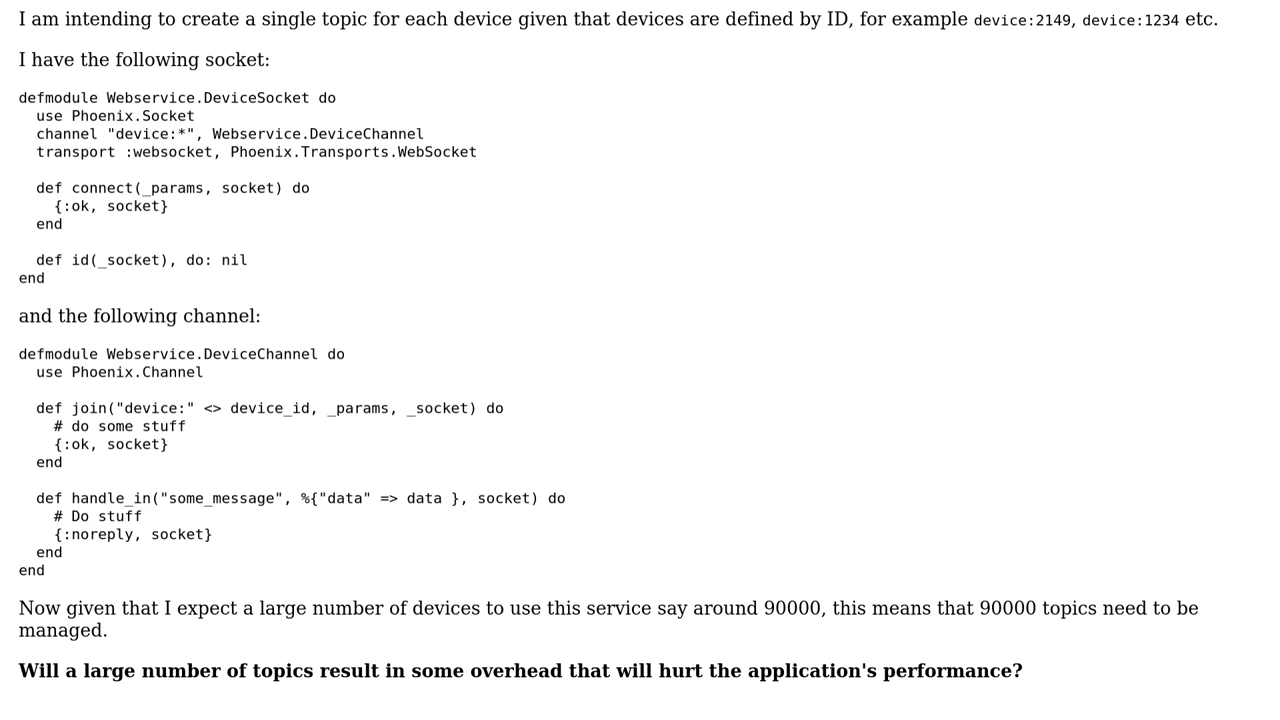 I am intending to create a single topic for each device given that devices are defined by ID, for example device:2149, device:1234 etc.
I have the following socket:
defmodule Webservice.DeviceSocket do
  use Phoenix.Socket
  channel "device:*", Webservice.DeviceChannel
  transport :websocket, Phoenix.Transports.WebSocket
  def connect(_params, socket) do
    {:ok, socket}
  end
  def id(_socket), do: nil
end
and the following channel:
defmodule Webservice.DeviceChannel do
  use Phoenix.Channel
  def join("device:" <> device_id, _params, _socket) do
    # do some stuff
    {:ok, socket}
  end
  def handle_in("some_message", %{"data" => data }, socket) do
    # Do stuff
    {:noreply, socket}
  end
end
Now given that I expect a large number of devices to use this service say around 90000, this means that 90000 topics need to be
managed.
Will a large number of topics result in some overhead that will hurt the application's performance?